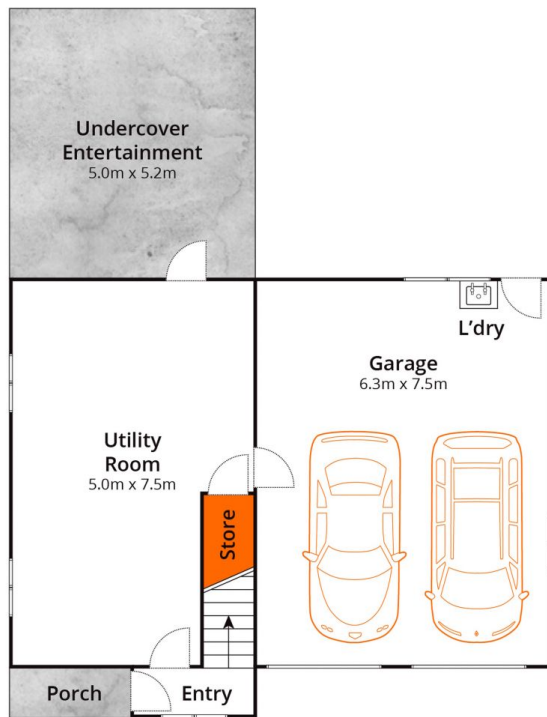 Undercover
Entertainment
5.0m x 5.2m
L'dry
Garage
6.3m x 7.5m
Utility
Room
5.0m x 7.5m
Store
Porch
Entry